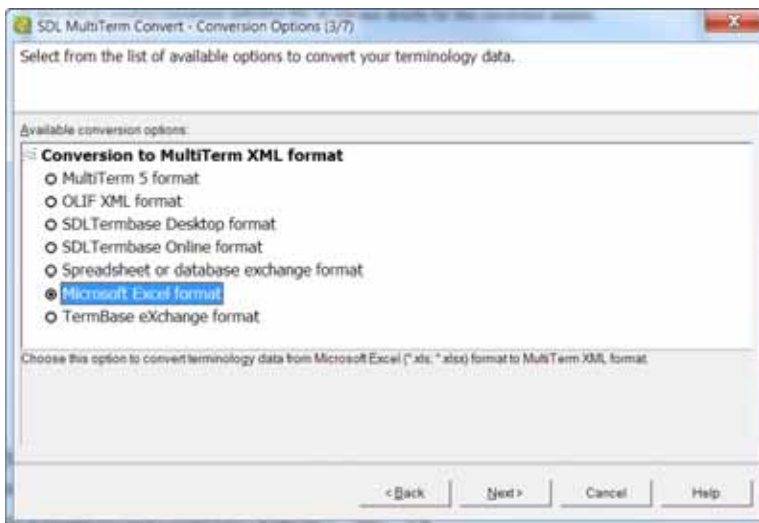 SDL MultiTerm Convert - Conversion Options (3/7)
Select from the list of available options to convert your terminology data.
Available conversion options:
Conversion to MultiTerm XML format
MultiTerm 5 format
OLIF XML format
SDLTermbase Desktop format
SDLTermbase Online format
Spreadsheet or database exchange format
Microsoft Excel format
TermBase eXchange format
Choose this option to convert terminology data from Microsoft Excel (*.xls; *.xlsx) format to MultiTerm XML format
< Back Next > Cancel Help